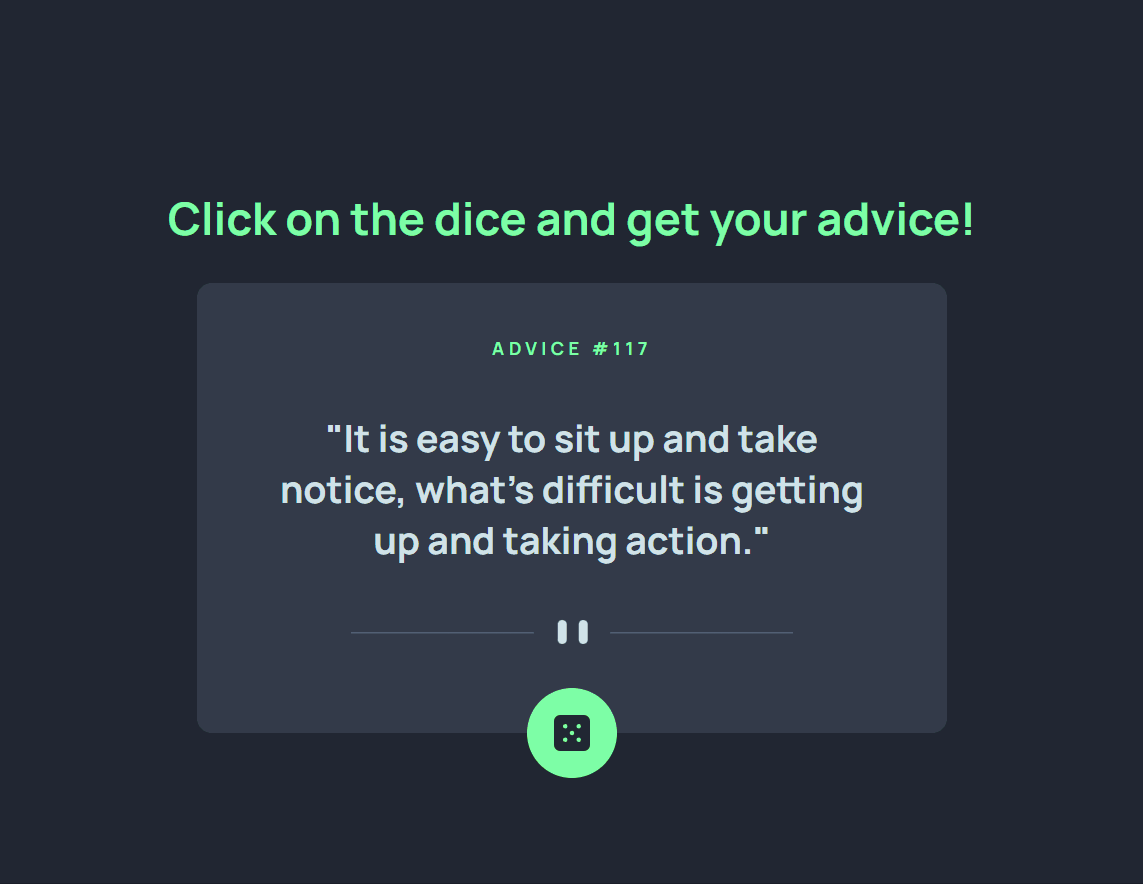 Click on the dice and get your advice!
ADVICE #117
"It is easy to sit up and take
notice, what's difficult is getting
up and taking action."